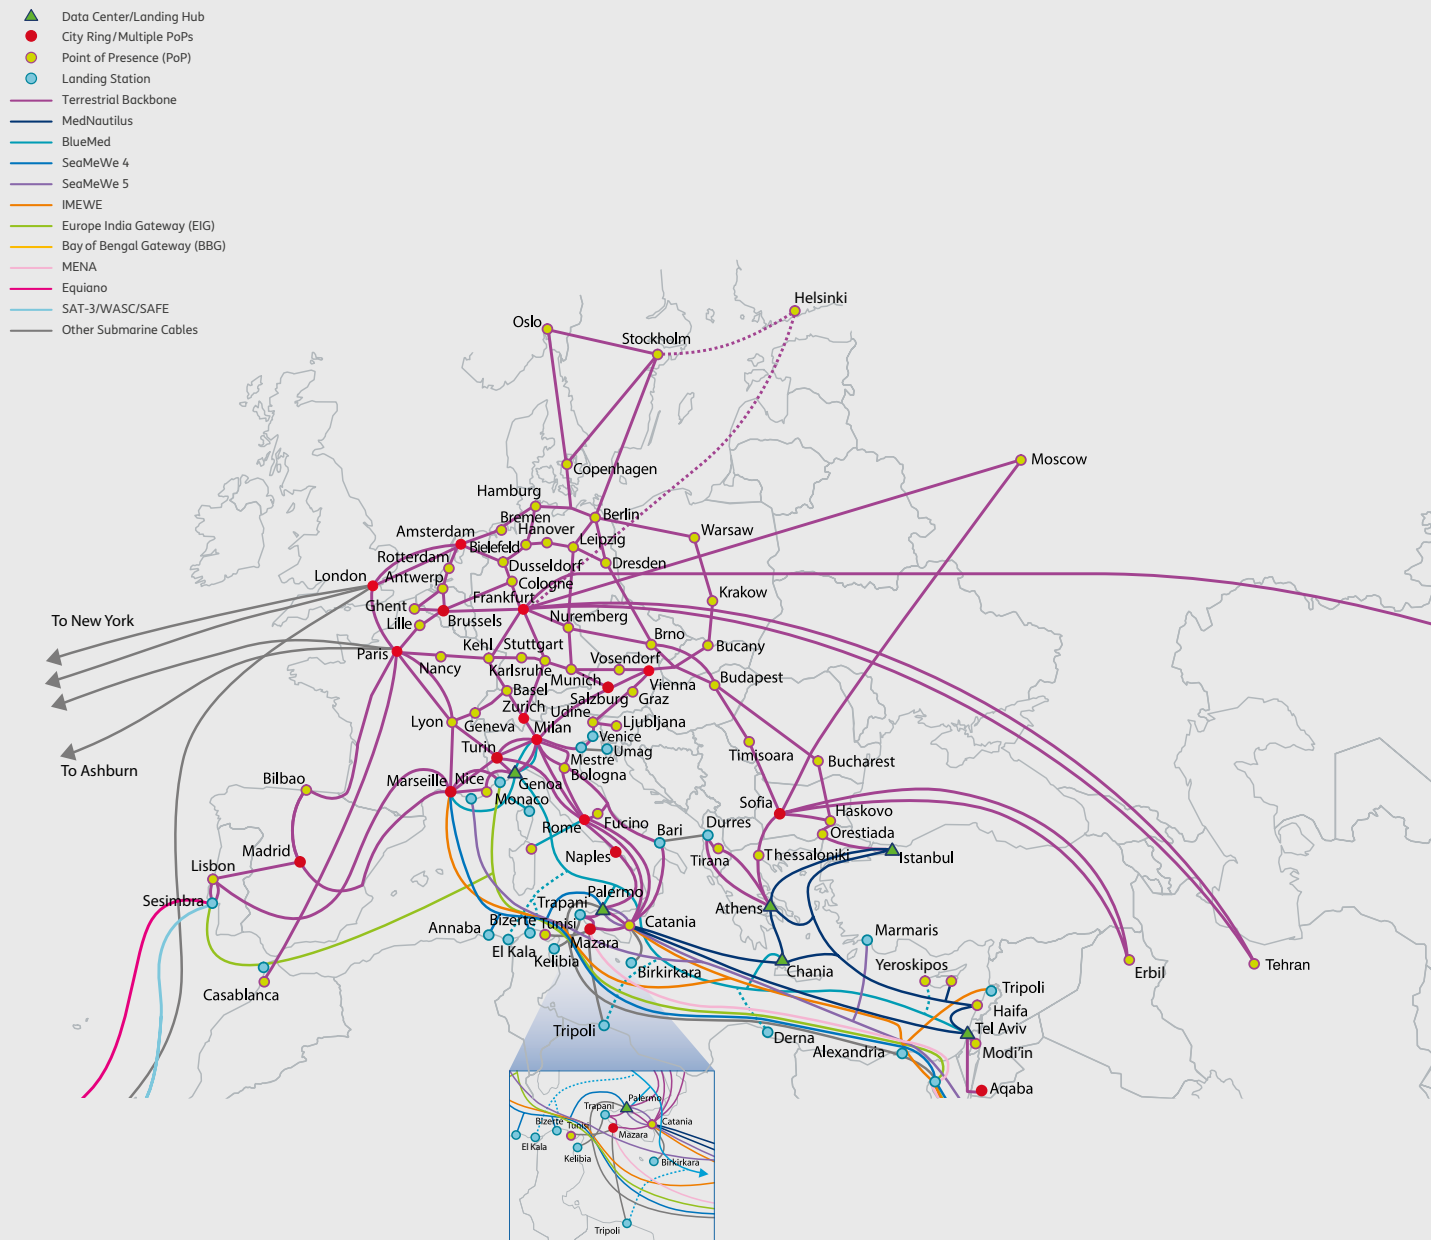 Data Center/Landing Hub
City Ring/Multiple PoPs
Point of Presence (PoP)
Landing Station
Terrestrial Backbone
MedNautilus
BlueMed
SeaMeWe 4
SeaMeWe 5
IMEWE
Europe India Gateway (EIG)
Bay of Bengal Gateway (BBG)
MENA
Equiano
SAT-3/WASC/SAFE
Other Submarine Cables
Helsinki
Oslo
Stockholm
Moscow
Copenhagen
Hamburg
Bremen
Berlin
Amsterdam
Hanover
Warsaw
Bielefeld
Leipzig
Rotterdam
Dusseldorf
Dresden
London
Antwerp
Cologne
Frankfurt
Krakow
Ghent
To New York
Lille
Brussels
Nuremberg
Brno
Paris
Kehl
Stuttgart
Bucany
Nancy
Karlsruhe
Vosendorf
Munich
Vienna
Budapest
Basel
Salzburg
Graz
Zurich
Udine
Lyon
Geneva
Milan
Ljubljana
Venice
Turin
Umag
Timisoara
Mestre
Bucharest
To Ashburn
Bilbao
Marseille
Nice
Genoa
Bologna
Monaco
Sofia
Haskovo
Rome
Fucino
Bari
Durres
Orestiada
Madrid
Naples
Tirana
Thessaloniki
Istanbul
Lisbon
Sesimbra
Palermo
Trapani
Athens
Annaba
Bizerte
Tunisi
Catania
Marmaris
El Kala
Mazara
Kelibia
Birkirkara
Chania
Yeroskipos
Erbil
Tehran
Casablanca
Tripoli
Haifa
Tripoli
Derna
Tel Aviv
Alexandria
Modi'in
Aqaba
Palermo
Trapani
Bizerte
Tunisi
Catania
Mazara
El Kala
Kelibia
Birkirkara
Tripoli